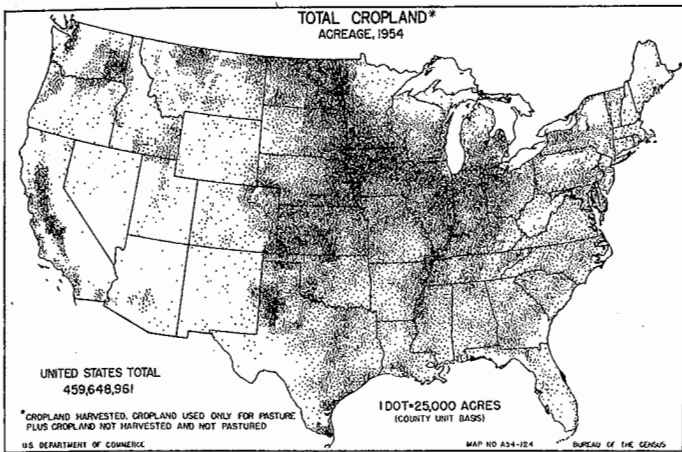 TOTAL CROPLAND*
ACREAGE, 1954
UNITED STATES TOTAL
459,648,961
1 DOT=25,000 ACRES
(COUNTY UNIT BASIS)
*CROPLAND HARVESTED, CROPLAND USED ONLY FOR PASTURE
PLUS CROPLAND NOT HARVESTED AND NOT PASTURED
U.S. DEPARTMENT OF COMMERCE
MAP NO A54-124
BUREAU OF THE CENSUS